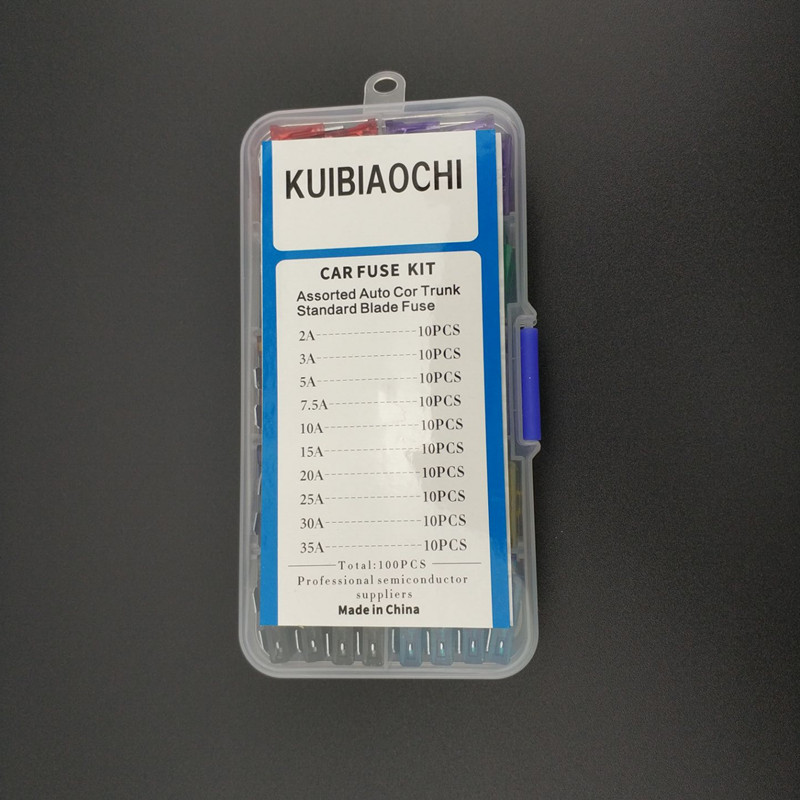 KUIBIAOCHI
CAR FUSE KIT
Assorted Auto Cor Trunk
Standard Blade Fuse
2A----------------10PCS
3A----------------10PCS
5A----------------10PCS
7.5A----------------10PCS
10A----------------10PCS
15A----------------10PCS
20A----------------10PCS
25A----------------10PCS
30A----------------10PCS
35A----------------10PCS
Total:100PCS
Professional semiconductor
suppliers
Made in China